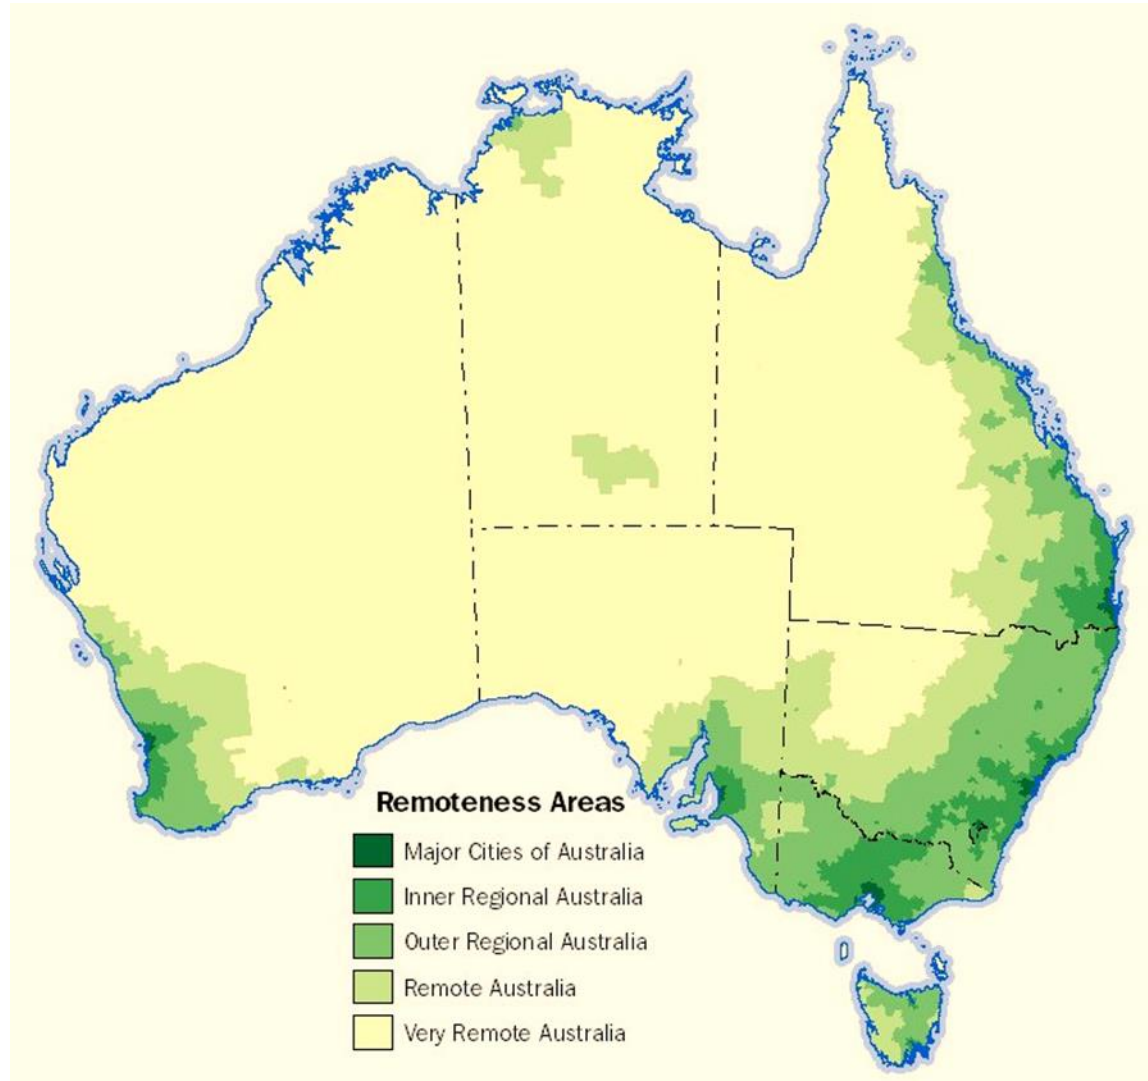 Remoteness Areas
Major Cities of Australia
Inner Regional Australia
Outer Regional Australia
Remote Australia
Very Remote Australia